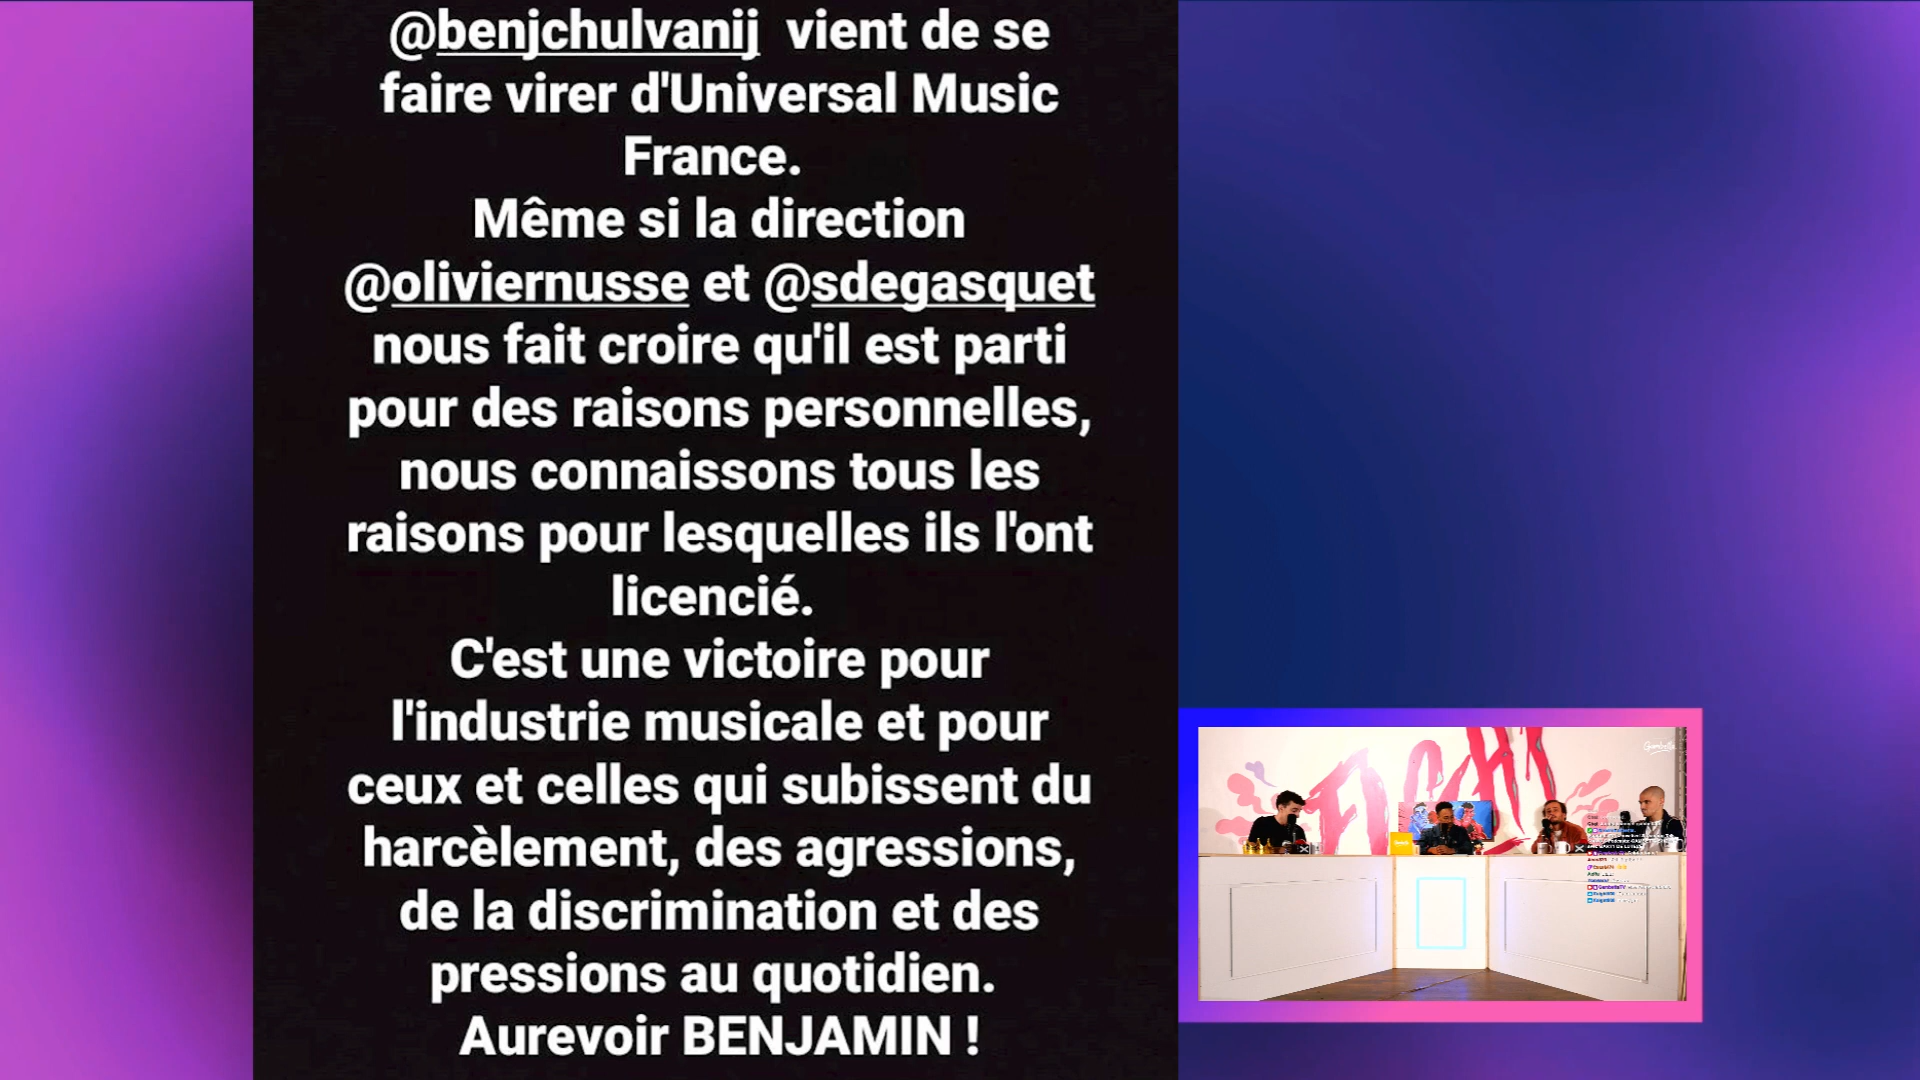 @benjchulvanij vient de se
faire virer d'Universal Music
France.
Même si la direction
@oliviernusse et @sdegasquet
nous fait croire qu'il est parti
pour des raisons personnelles,
nous connaissons tous les
raisons pour lesquelles ils l'ont
licencié.
C'est une victoire pour
l'industrie musicale et pour
ceux et celles qui subissent du
harcèlement, des agressions,
de la discrimination et des
pressions au quotidien.
Aurevoir BENJAMIN !